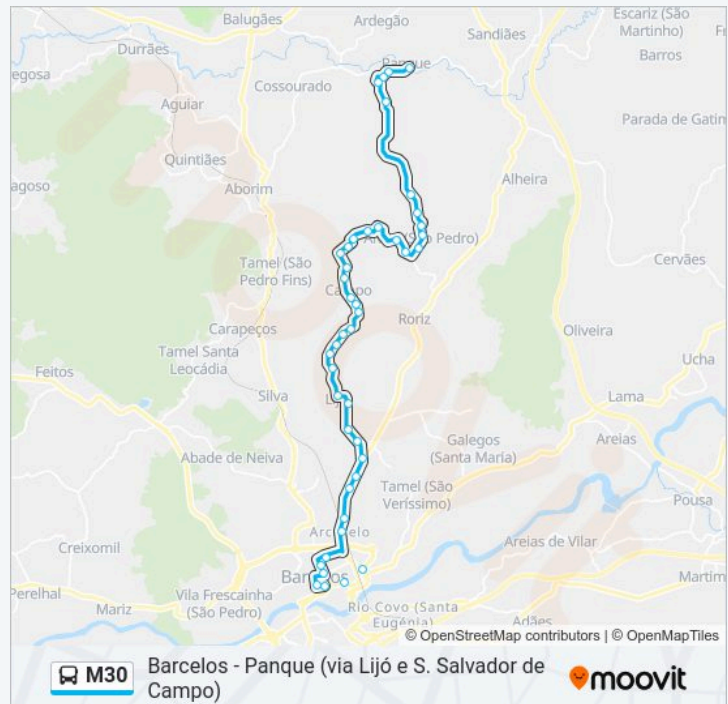 Balugães
Ardegão
Escariz (São
Martinho)
Fr
Durrães
Sandiães
Panque
Barros
egosa
Cossourado
Aguiar
Parada de Gatim
Quintiães
agoso
Aborim
Alheira
(São Pedro)
Tamel (São
Pedro Fins)
Cervães
Campo
Roriz
Carapeços
Oliveira
Tamel Santa
Leocádia
Ucha
Feitos
Silva
Lama
Galegos
(Santa Maria)
Areias
Abade de Neiva
Tamel (São
Veríssimo)
Pousa
Creixomil
Arcozelo
Areias de Vilar
Barcelos
Martim
Perelhal
Vila Frescainha
(São Pedro)
Mariz
Rio Covo (Santa
Eugénia)
Adães
© OpenStreetMap contributors | © OpenMapTiles
M30
Barcelos - Panque (via Lijó e S. Salvador de
Campo)
moovit